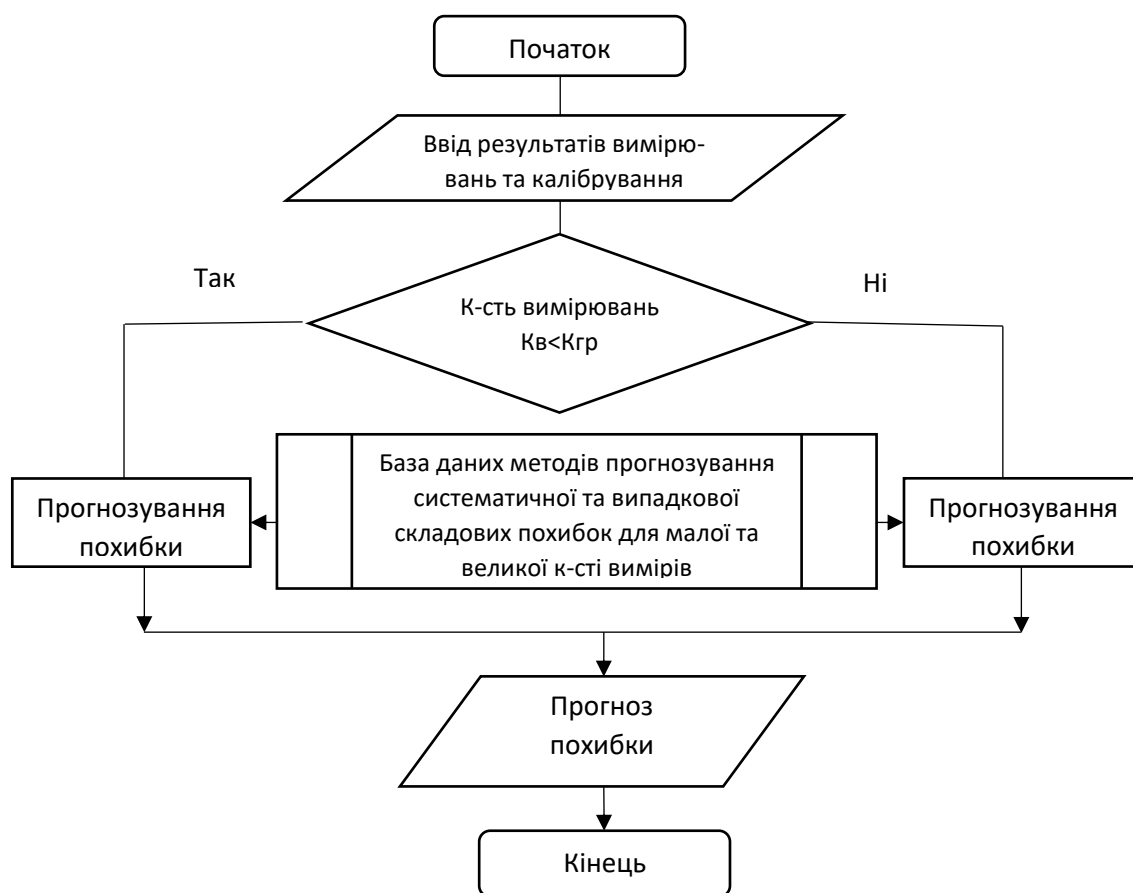 Початок
Ввід результатів вимірю-
вань та калібрування
Так
Ні
К-сть вимірювань
Кв<Кгр
База даних методів прогнозування
систематичної та випадкової
складових похибок для малої та
великої к-сті вимірів
Прогнозування
похибки
Прогнозування
похибки
Прогноз
похибки
Кінець